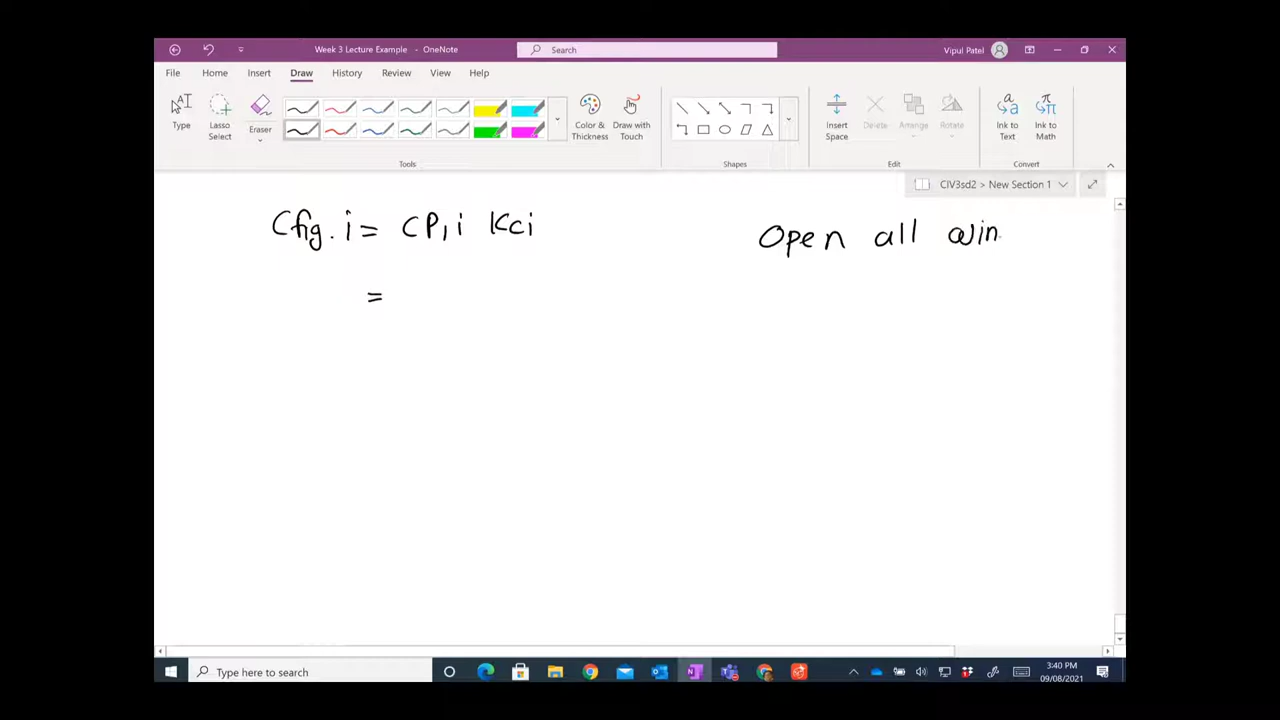 Week 3 Lecture Example - OneNote
Search
Vipul Patel
File Home Insert Draw History Review View Help
Type
Lasso Select
Eraser
Color & Thickness
Draw with Touch
Insert Space
Delete
Arrange
Rotate
Ink to Text
Ink to Math
Tools
Shapes
Edit
Convert
CIV3sd2 > New Section 1
Cfig.i = CP,i Kci
Open all win
=
Type here to search
3:40 PM
09/08/2021